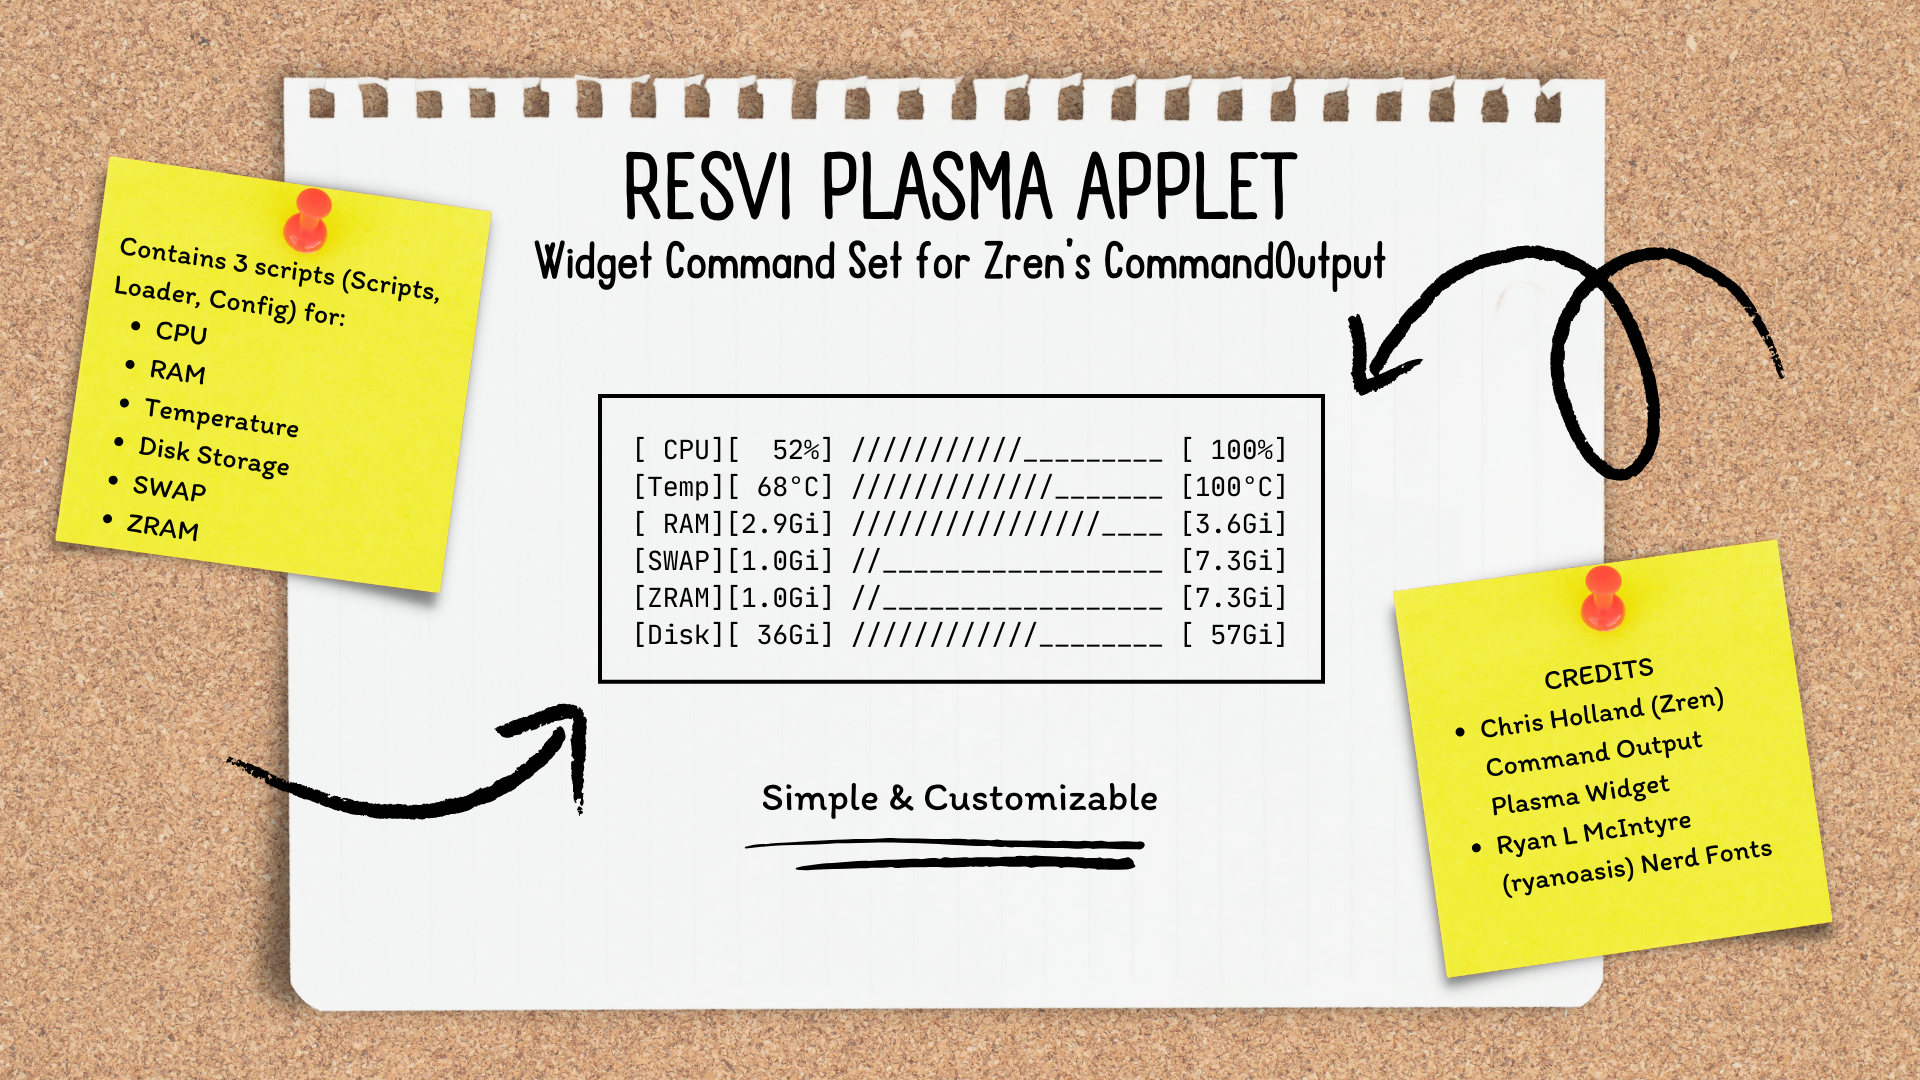 RESVI PLASMA APPLET
Widget Command Set for Zren's CommandOutput
Contains 3 scripts (Scripts,
Loader, Config) for:
• CPU
• RAM
• Temperature
• Disk Storage
• SWAP
• ZRAM
[ CPU][  52%] ///////////_________ [ 100%]
[Temp][ 68°C] /////////////_______ [100°C]
[ RAM][2.9Gi] ////////////////____ [3.6Gi]
[SWAP][1.0Gi] //__________________ [7.3Gi]
[ZRAM][1.0Gi] //__________________ [7.3Gi]
[Disk][ 36Gi] ////////////________ [ 57Gi]
Simple & Customizable
CREDITS
• Chris Holland (Zren)
Command Output
Plasma Widget
• Ryan L McIntyre
(ryanoasis) Nerd Fonts